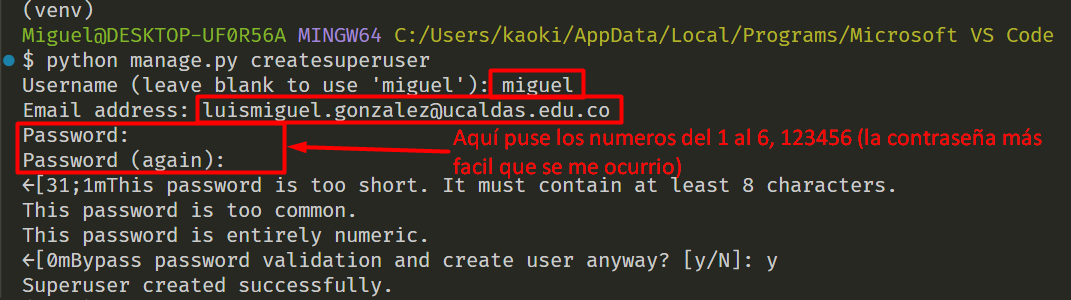 (venv)
Miguel@DESKTOP-UF0R56A MINGW64 C:/Users/kaoki/AppData/Local/Programs/Microsoft VS Code
$ python manage.py createsuperuser
Username (leave blank to use 'miguel'): miguel
Email address: luismiguel.gonzalez@ucaldas.edu.co
Password:
Aquí puse los numeros del 1 al 6, 123456 (la contraseña más
Password (again):
facil que se me ocurrio)
←[31;1mThis password is too short. It must contain at least 8 characters.
This password is too common.
This password is entirely numeric.
←[0mBypass password validation and create user anyway? [y/N]: y
Superuser created successfully.